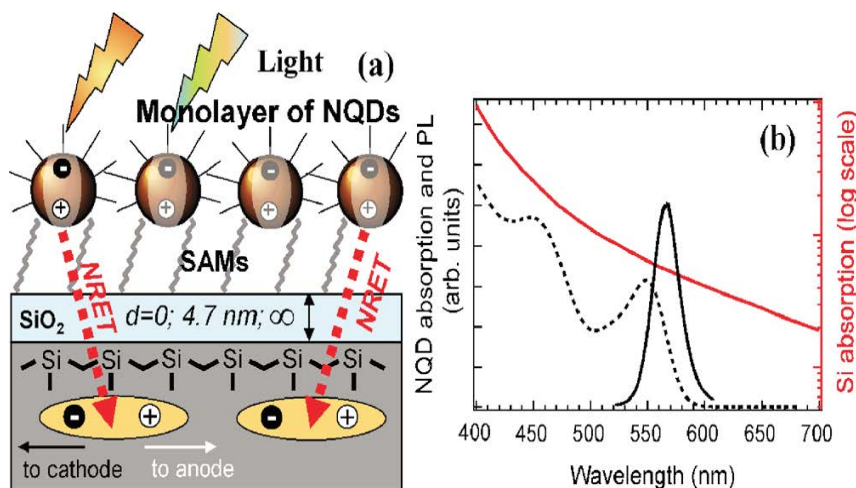 Light
(a)
Monolayer of NQDs
- - - -
+ + + +
SAMs
NRET
NRET
SiO₂ d=0; 4.7 nm; ∞
Si Si Si Si Si Si
- + - +
to cathode
to anode
(b)
NQD absorption and PL
(arb. units)
Si absorption (log scale)
400 450 500 550 600 650 700
Wavelength (nm)